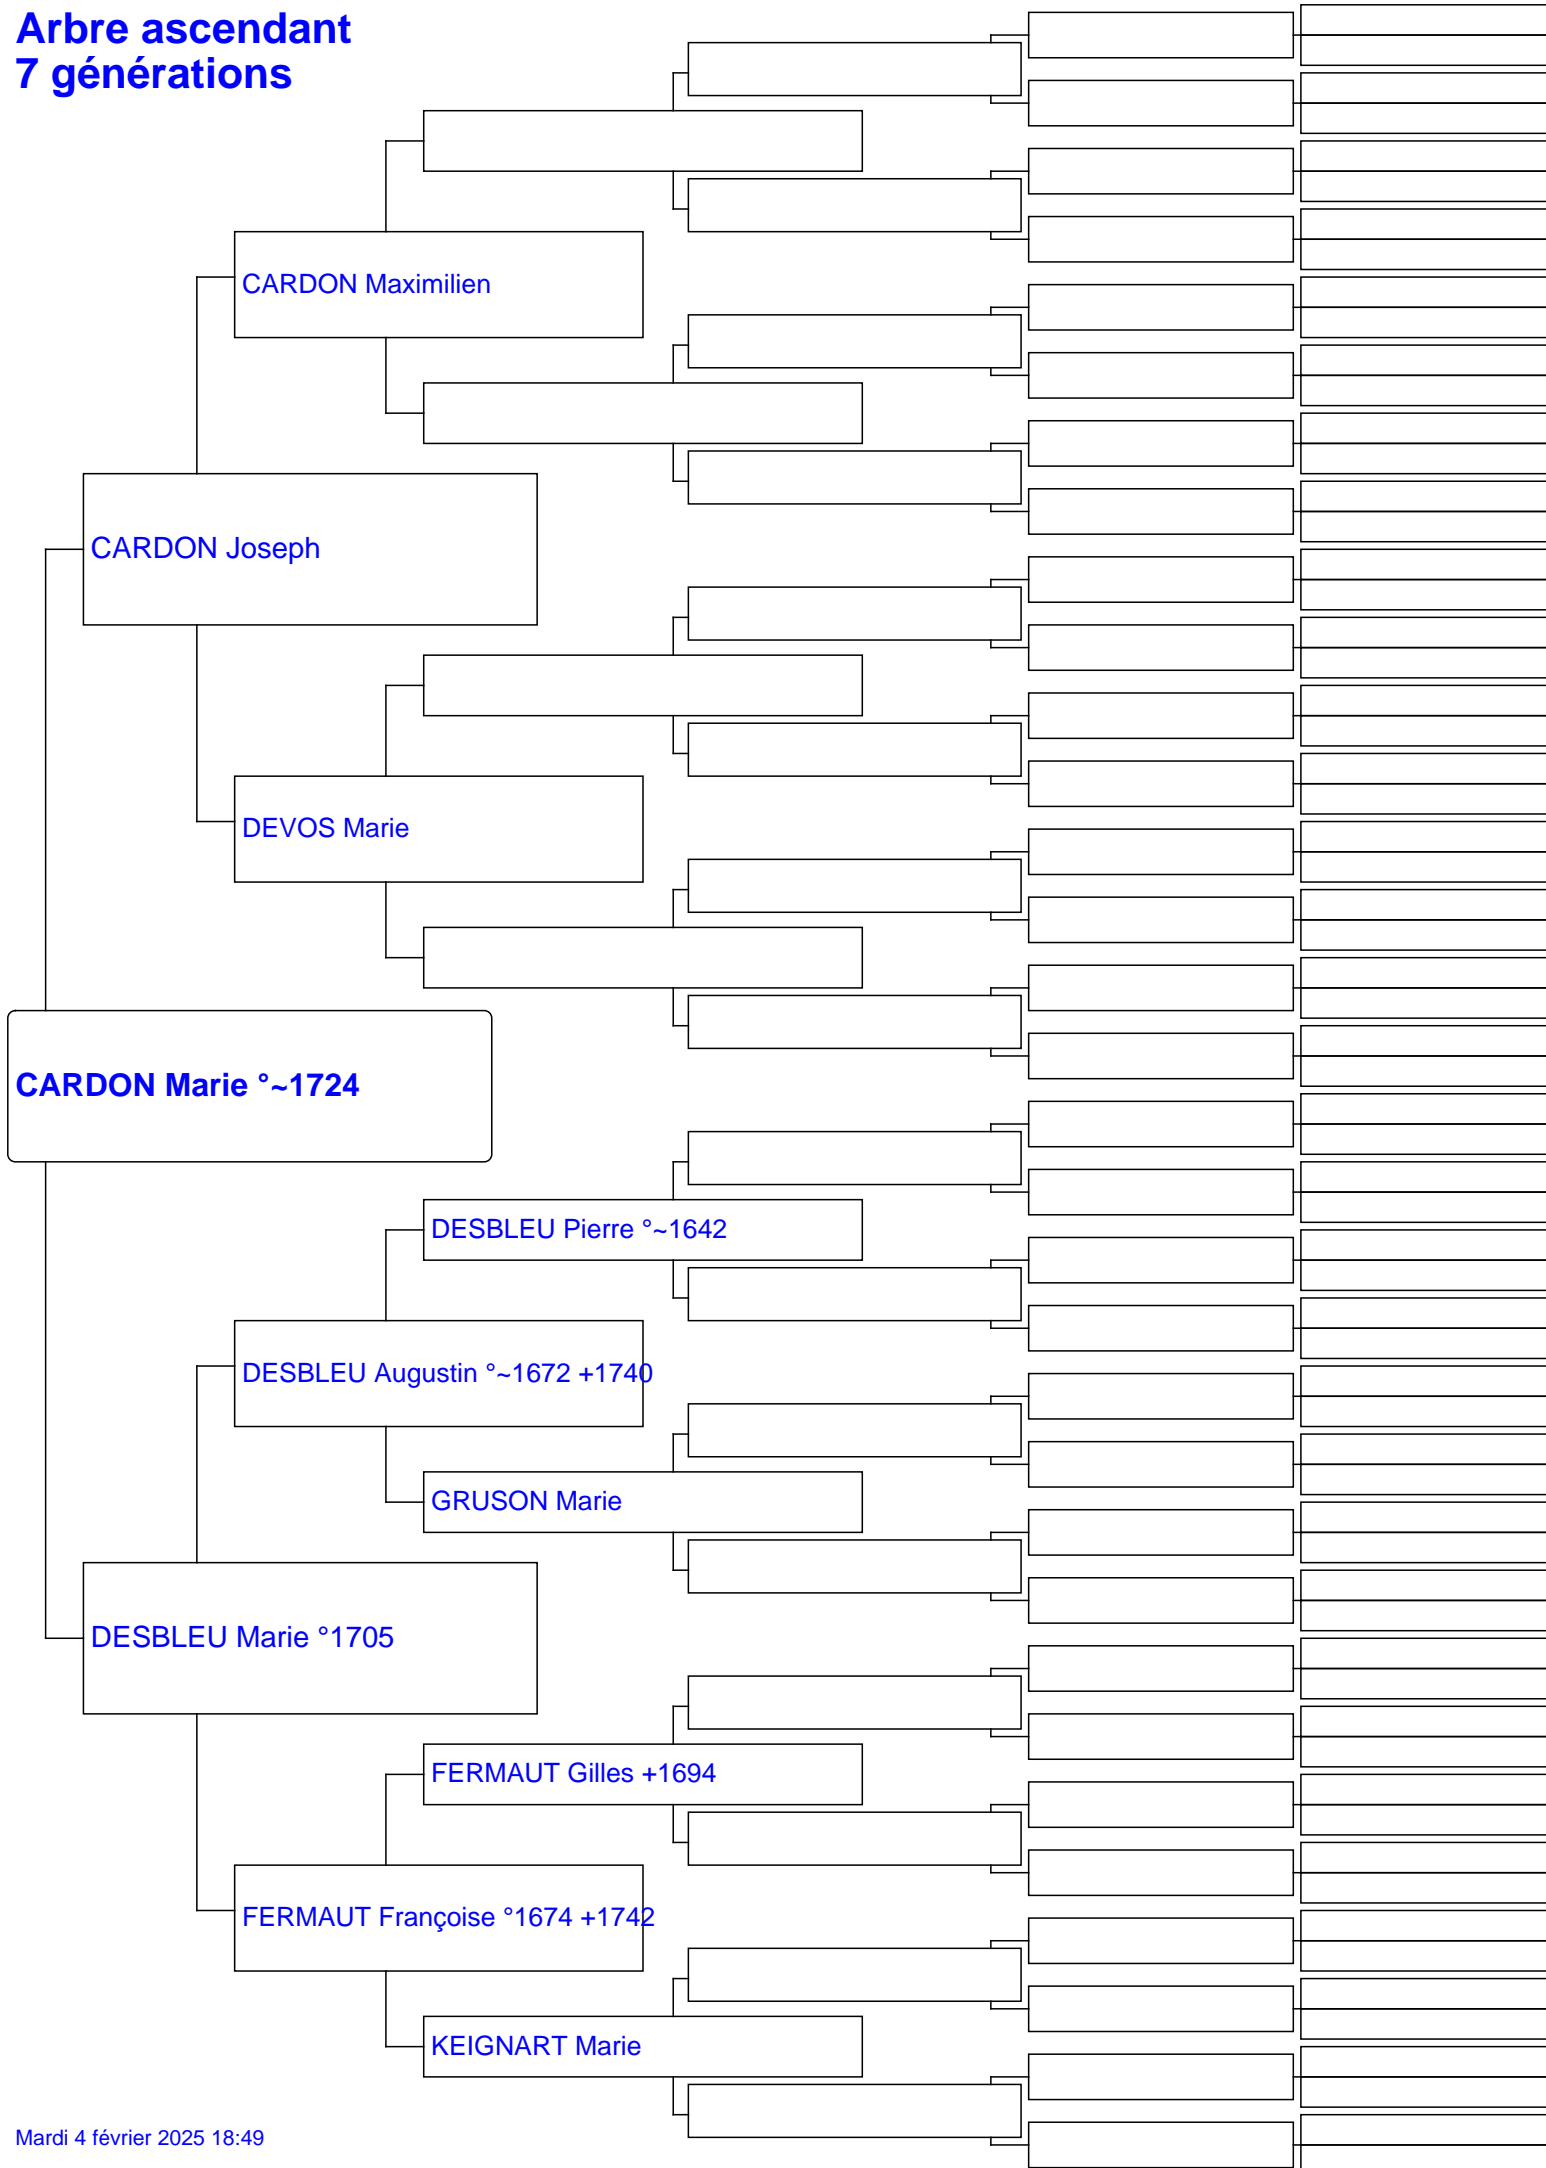 Arbre ascendant
7 générations
CARDON Maximilien
CARDON Joseph
DEVOS Marie
CARDON Marie °~1724
DESBLEU Pierre °~1642
DESBLEU Augustin °~1672 +1740
GRUSON Marie
DESBLEU Marie °1705
FERMAUT Gilles +1694
FERMAUT Françoise °1674 +1742
KEIGNART Marie
Mardi 4 février 2025 18:49